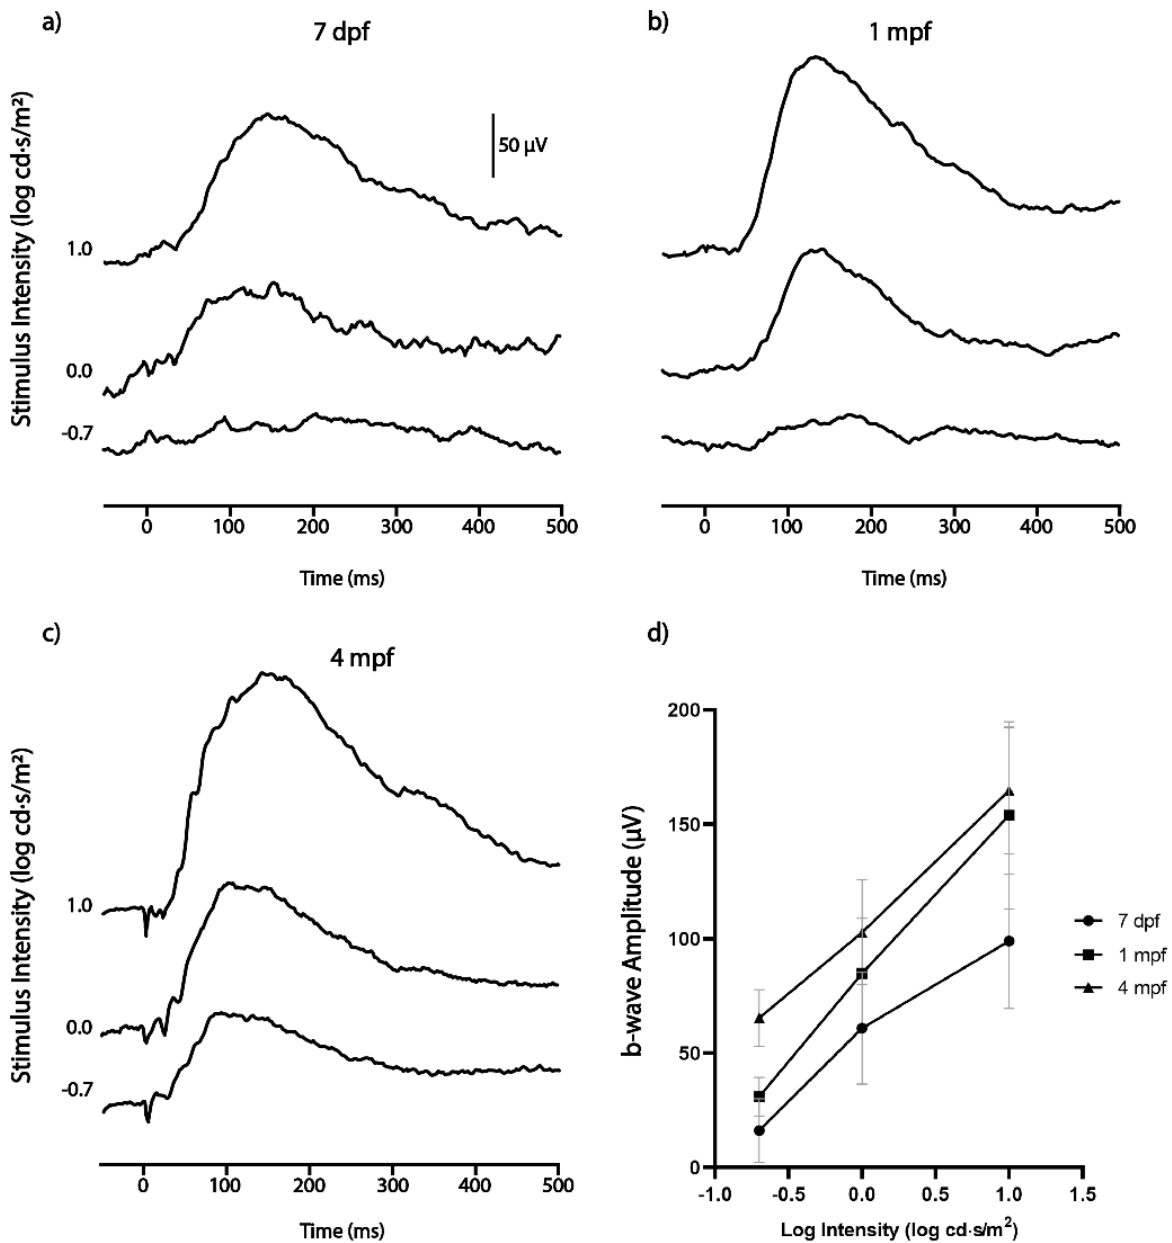 a)
7 dpf
Stimulus Intensity (log cd·s/m²)
50 µV
1.0
0.0
-0.7
0 100 200 300 400 500
Time (ms)
b)
1 mpf
0 100 200 300 400 500
Time (ms)
c)
4 mpf
Stimulus Intensity (log cd·s/m²)
1.0
0.0
-0.7
0 100 200 300 400 500
Time (ms)
d)
b-wave Amplitude (µV)
200
150
100
50
0
-1.0 -0.5 0.0 0.5 1.0 1.5
Log Intensity (log cd·s/m²)
7 dpf
1 mpf
4 mpf